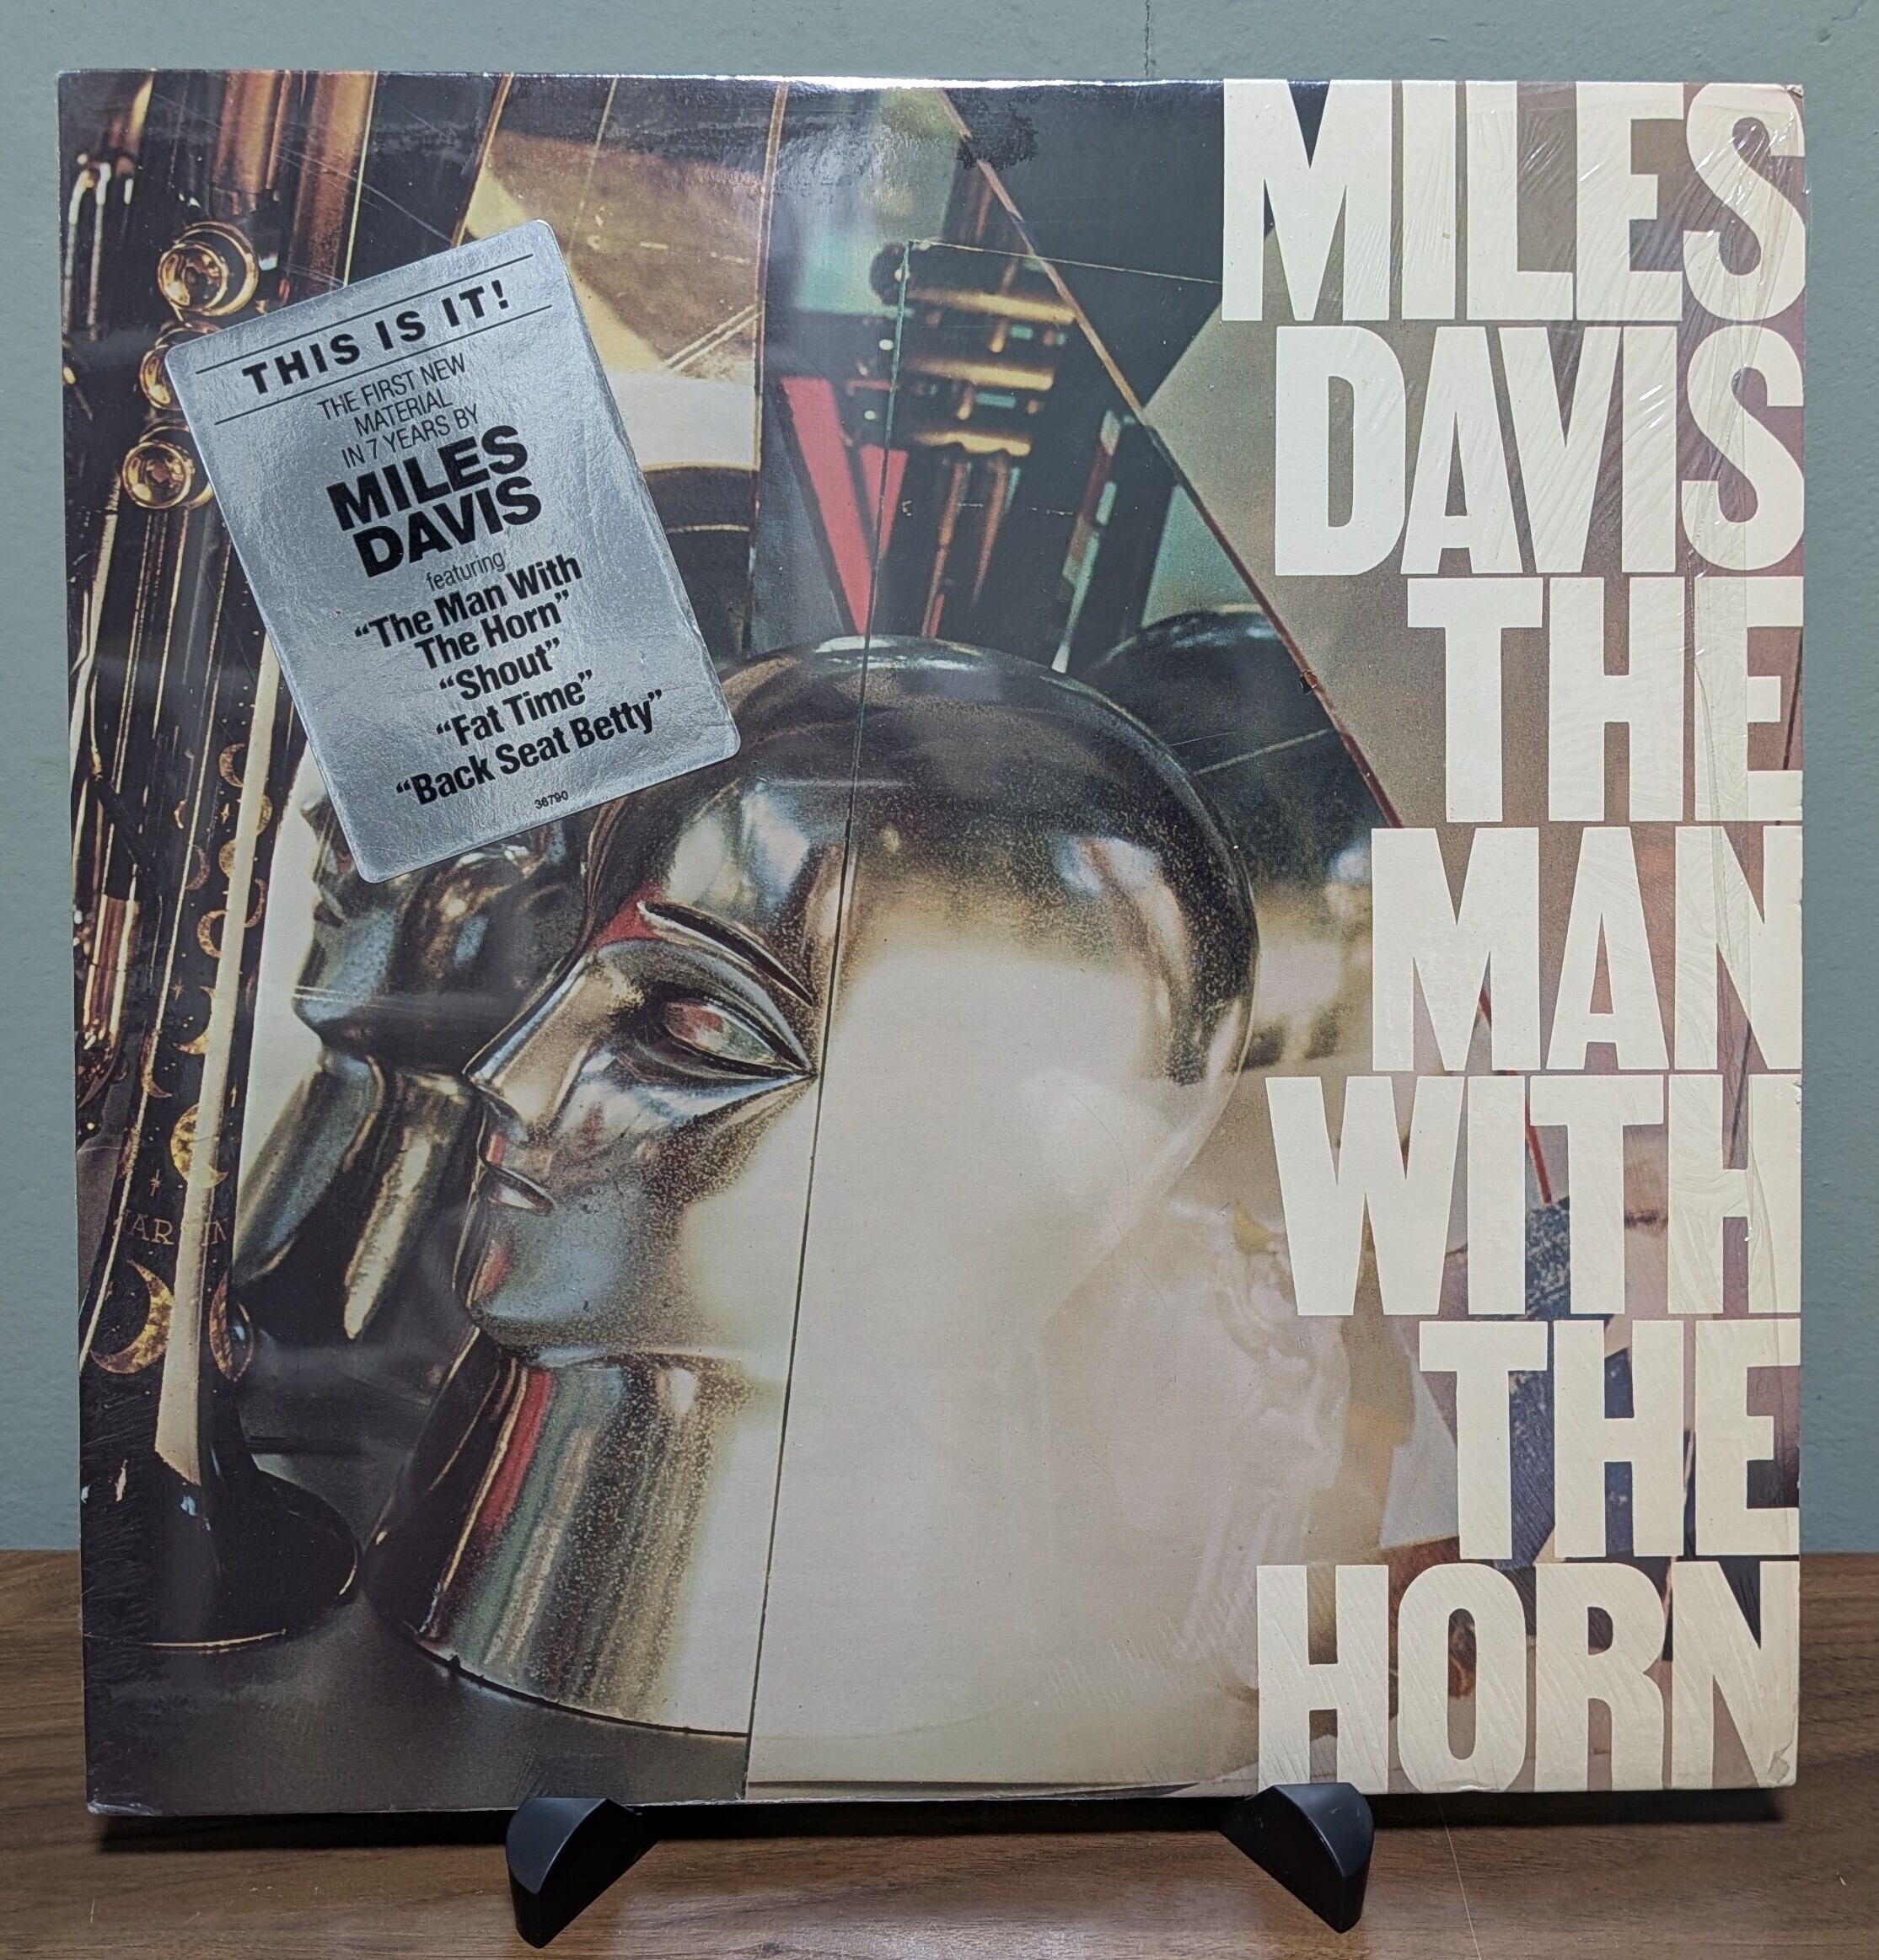 MILES
DAVIS
THE
MAN
WITH
THE
HORN
THIS IS IT!
THE FIRST NEW
MATERIAL
IN 7 YEARS BY
MILES
DAVIS
featuring
“The Man With
The Horn”
“Shout”
“Fat Time”
“Back Seat Betty”
36790